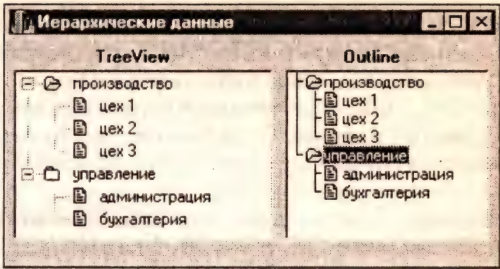 Иерархические данные
TreeView
производство
цех 1
цех 2
цех 3
управление
администрация
бухгалтерия
Outline
производство
цех 1
цех 2
цех 3
управление
администрация
бухгалтерия